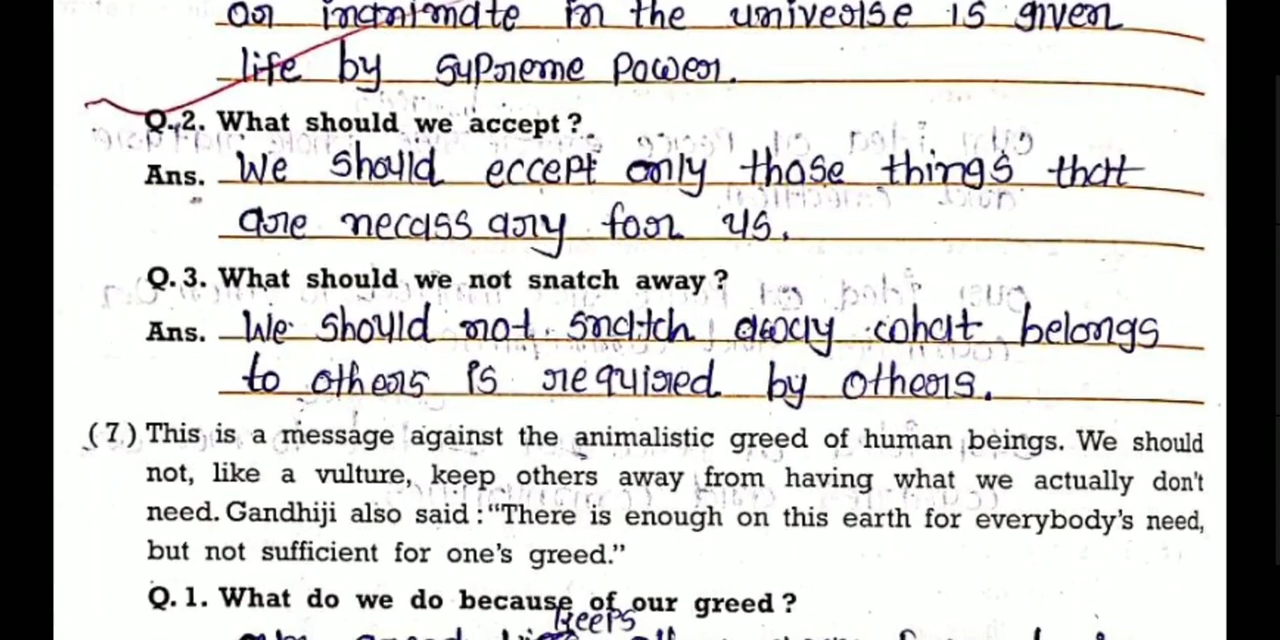 or inanimate in the universe is given
life by supreme power.
Q. 2. What should we accept ?
Ans. We should eccept only those things that
are necassary for us.
Q. 3. What should we not snatch away ?
Ans. We should not snatch away what belongs
to others is required by others.
(7) This is a message against the animalistic greed of human beings. We should
not, like a vulture, keep others away from having what we actually don't
need. Gandhiji also said : “There is enough on this earth for everybody's need,
but not sufficient for one's greed.”
Q. 1. What do we do because of our greed ?
keeps